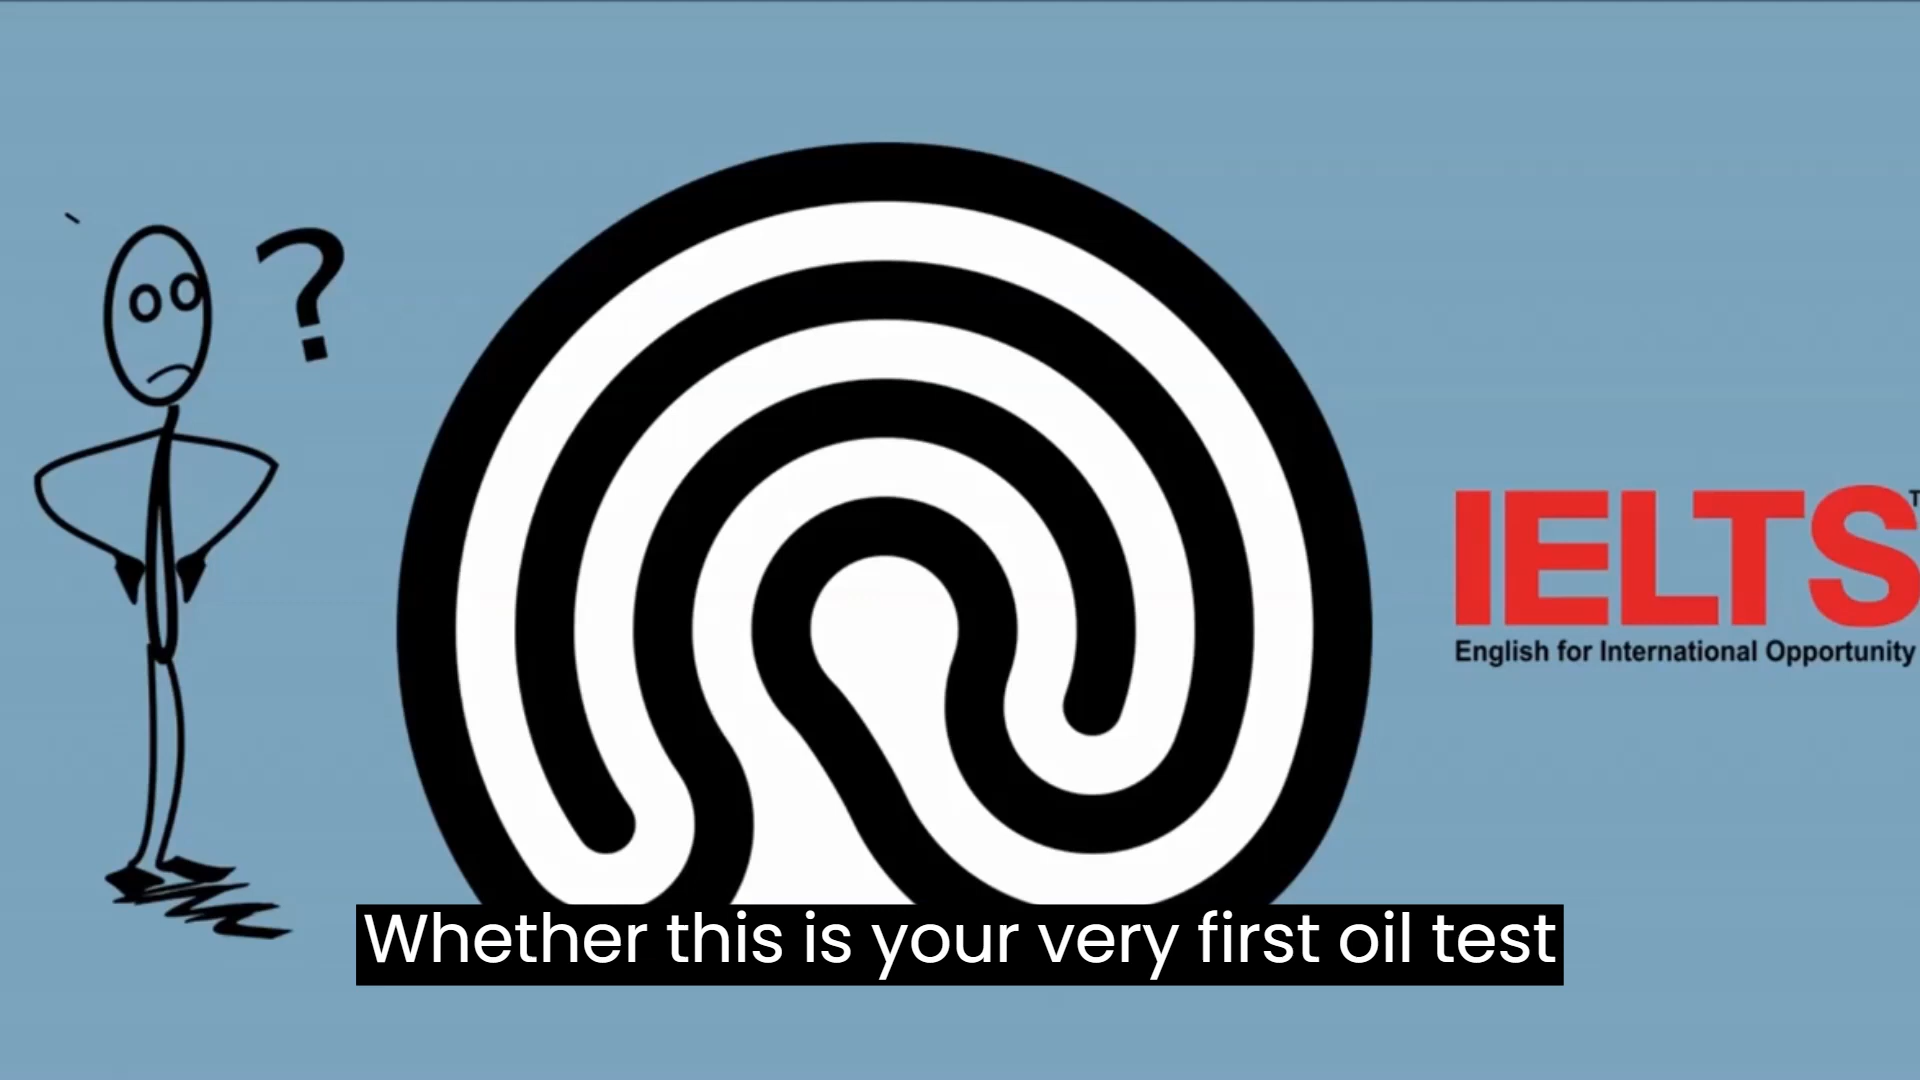 ?
IELTS
English for International Opportunity
Whether this is your very first oil test